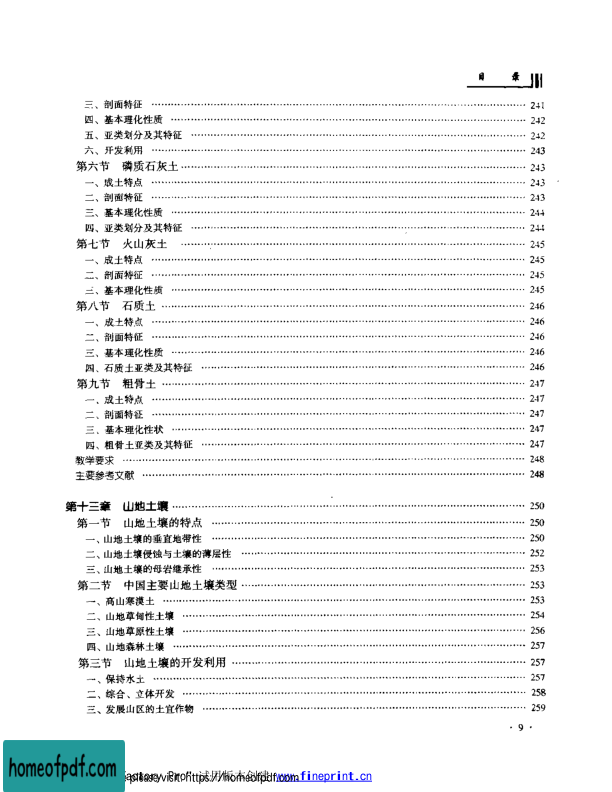 目 录
三、剖面特征 241
四、基本理化性质 242
五、亚类划分及其特征 242
六、开发利用 243
第六节 磷质石灰土 243
一、成土特点 243
二、剖面特征 243
三、基本理化性质 244
四、亚类划分及其特征 244
第七节 火山灰土 245
一、成土特点 245
二、剖面特征 245
三、基本理化性质 245
第八节 石质土 246
一、成土特点 246
二、剖面特征 246
三、基本理化性质 246
四、石质土亚类及其特征 246
第九节 粗骨土 247
一、成土特点 247
二、剖面特征 247
三、基本理化性状 247
四、粗骨土亚类及其特征 247
教学要求 248
主要参考文献 248
第十三章 山地土壤 250
第一节 山地土壤的特点 250
一、山地土壤的垂直地带性 250
二、山地土壤侵蚀与土壤的薄层性 252
三、山地土壤的母岩继承性 253
第二节 中国主要山地土壤类型 253
一、高山寒漠土 253
二、山地草甸性土壤 254
三、山地草原性土壤 256
四、山地森林土壤 257
第三节 山地土壤的开发利用 257
一、保持水土 257
二、综合、立体开发 258
三、发展山区的土宜作物 259
· 9 ·
homeofpdf.com
www.fineprint.cn
please visit: https://homeofpdf.com